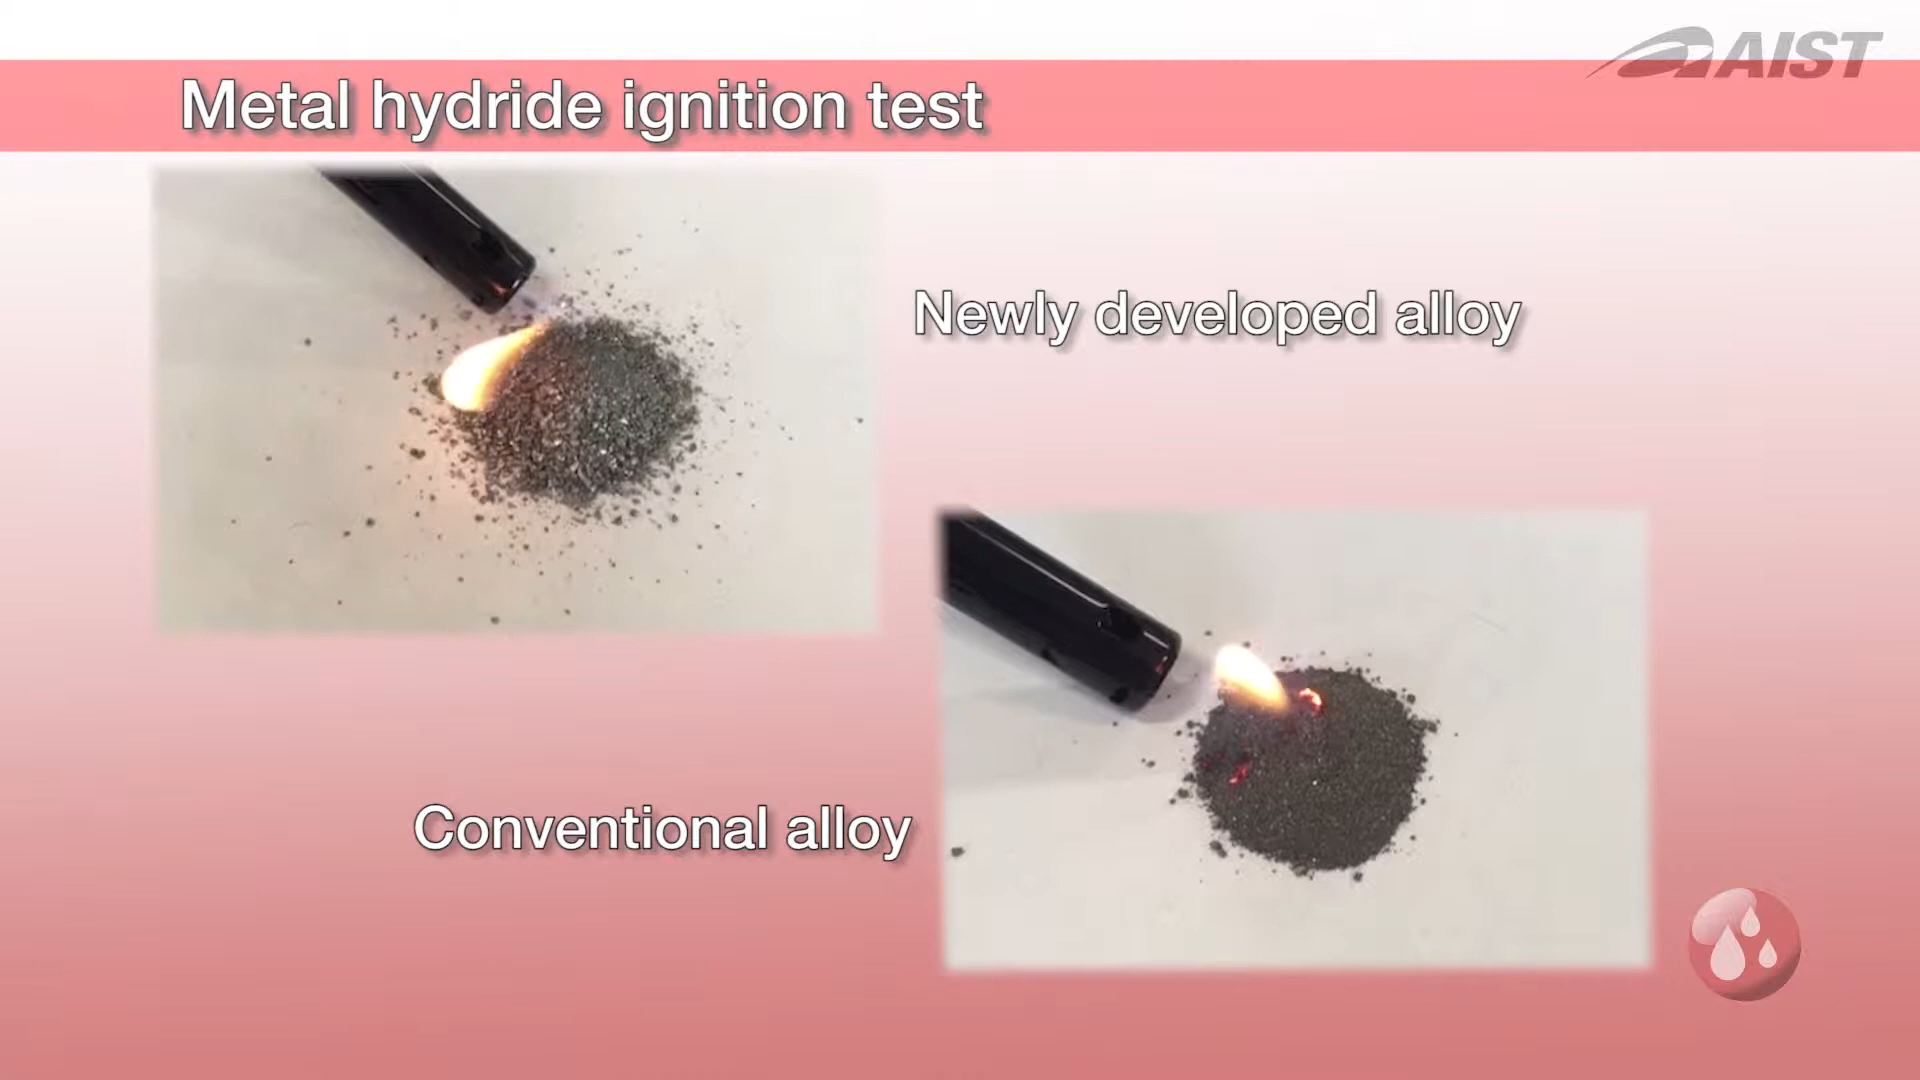 AIST
Metal hydride ignition test
Newly developed alloy
Conventional alloy